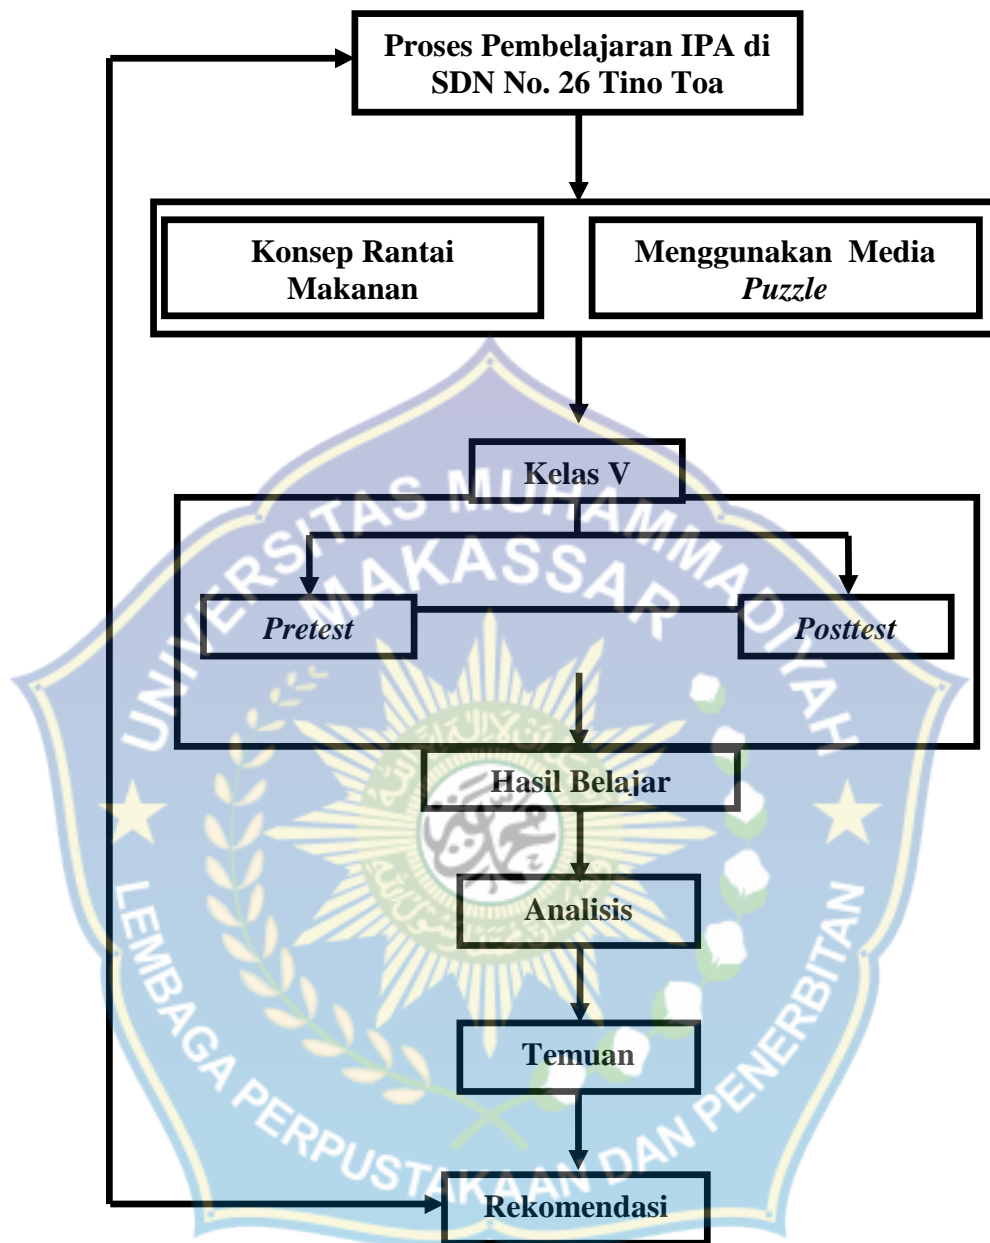 Proses Pembelajaran IPA di
SDN No. 26 Tino Toa
Konsep Rantai
Makanan
Menggunakan Media
Puzzle
Kelas V
UNIVERSITAS MUHAMMADIYAH
MAKASSAR
Pretest
Posttest
Hasil Belajar
Analisis
Temuan
LEMBAGA PERPUSTAKAAN DAN PENERBITAN
Rekomendasi